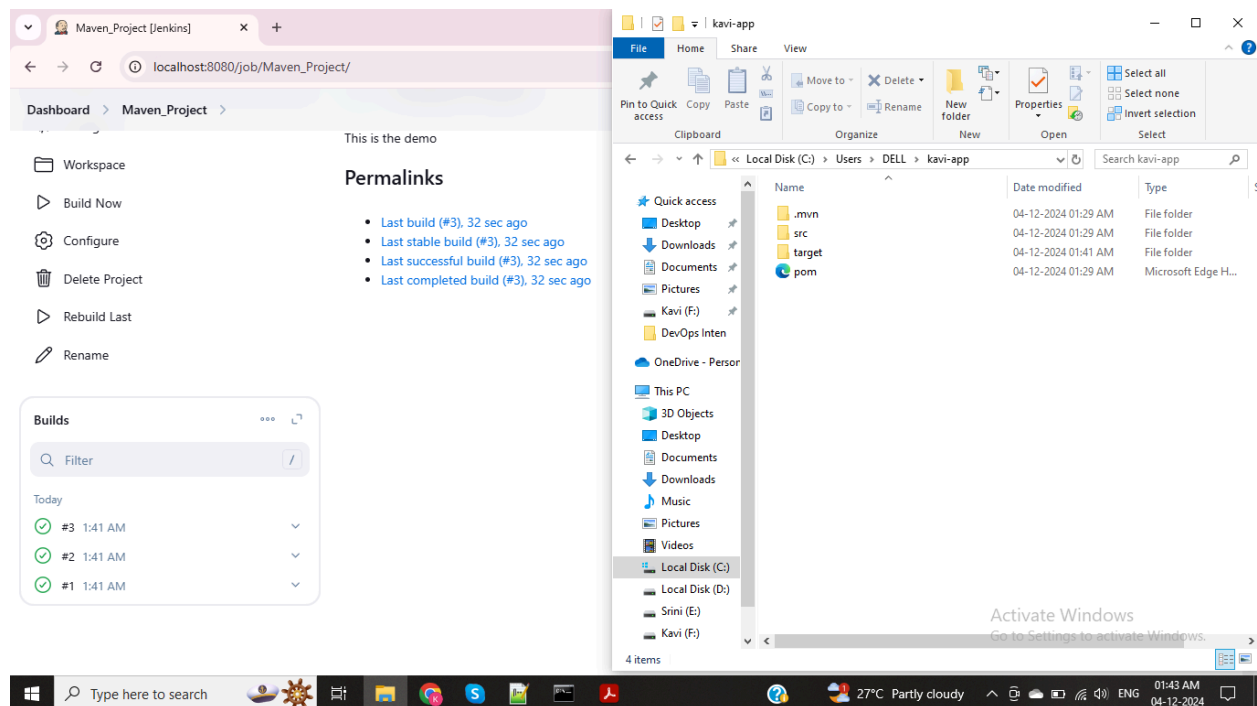 Maven_Project [Jenkins]
localhost:8080/job/Maven_Project/
Dashboard > Maven_Project >
Workspace
Build Now
Configure
Delete Project
Rebuild Last
Rename
Builds
Filter
/
Today
#3 1:41 AM
#2 1:41 AM
#1 1:41 AM
This is the demo
Permalinks
Last build (#3), 32 sec ago
Last stable build (#3), 32 sec ago
Last successful build (#3), 32 sec ago
Last completed build (#3), 32 sec ago
kavi-app
File Home Share View
Pin to Quick access
Copy
Paste
Clipboard
Move to
Copy to
Delete
Rename
Organize
New folder
New
Properties
Open
Select all
Select none
Invert selection
Select
« Local Disk (C:) > Users > DELL > kavi-app
Search kavi-app
Quick access
Desktop
Downloads
Documents
Pictures
Kavi (F:)
DevOps Inten
OneDrive - Person
This PC
3D Objects
Desktop
Documents
Downloads
Music
Pictures
Videos
Local Disk (C:)
Local Disk (D:)
Srini (E:)
Kavi (F:)
Name Date modified Type
.mvn 04-12-2024 01:29 AM File folder
src 04-12-2024 01:29 AM File folder
target 04-12-2024 01:41 AM File folder
pom 04-12-2024 01:29 AM Microsoft Edge H...
Activate Windows
Go to Settings to activate Windows.
4 items
Type here to search
27°C Partly cloudy
ENG
01:43 AM
04-12-2024